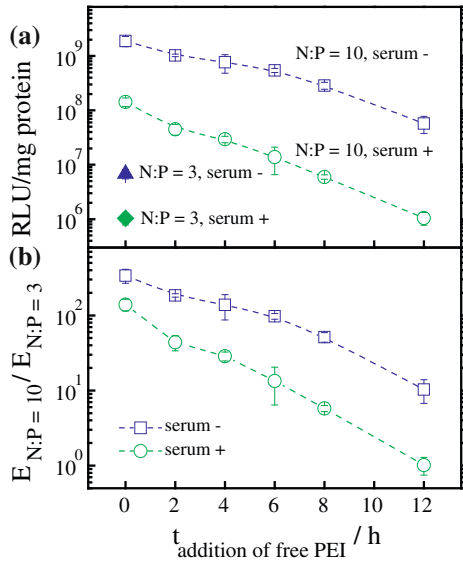 (a)
RLU/mg protein
10^9
10^8
10^7
10^6
N:P = 10, serum -
N:P = 10, serum +
N:P = 3, serum -
N:P = 3, serum +
(b)
E_N:P = 10 / E_N:P = 3
10^2
10^1
10^0
serum -
serum +
0 2 4 6 8 10 12
t_addition of free PEI / h